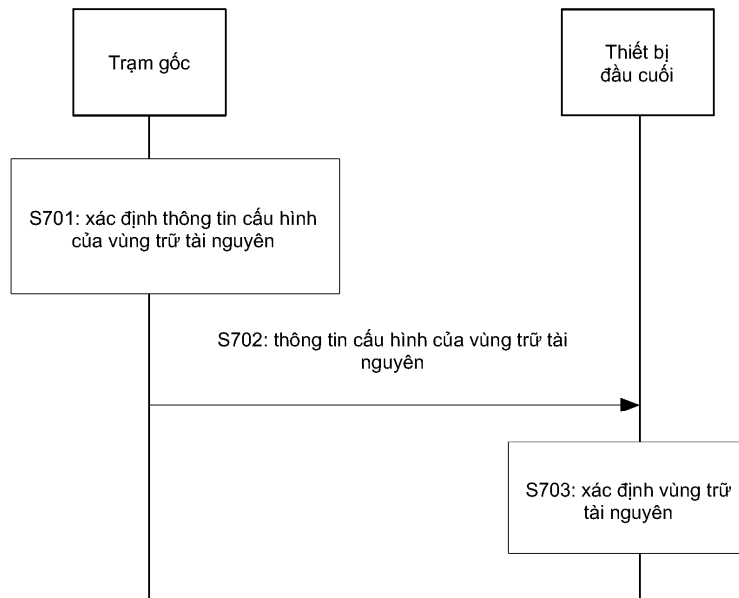 Trạm gốc
Thiết bị
đầu cuối
S701: xác định thông tin cấu hình
của vùng trữ tài nguyên
S702: thông tin cấu hình của vùng trữ tài
nguyên
S703: xác định vùng trữ
tài nguyên